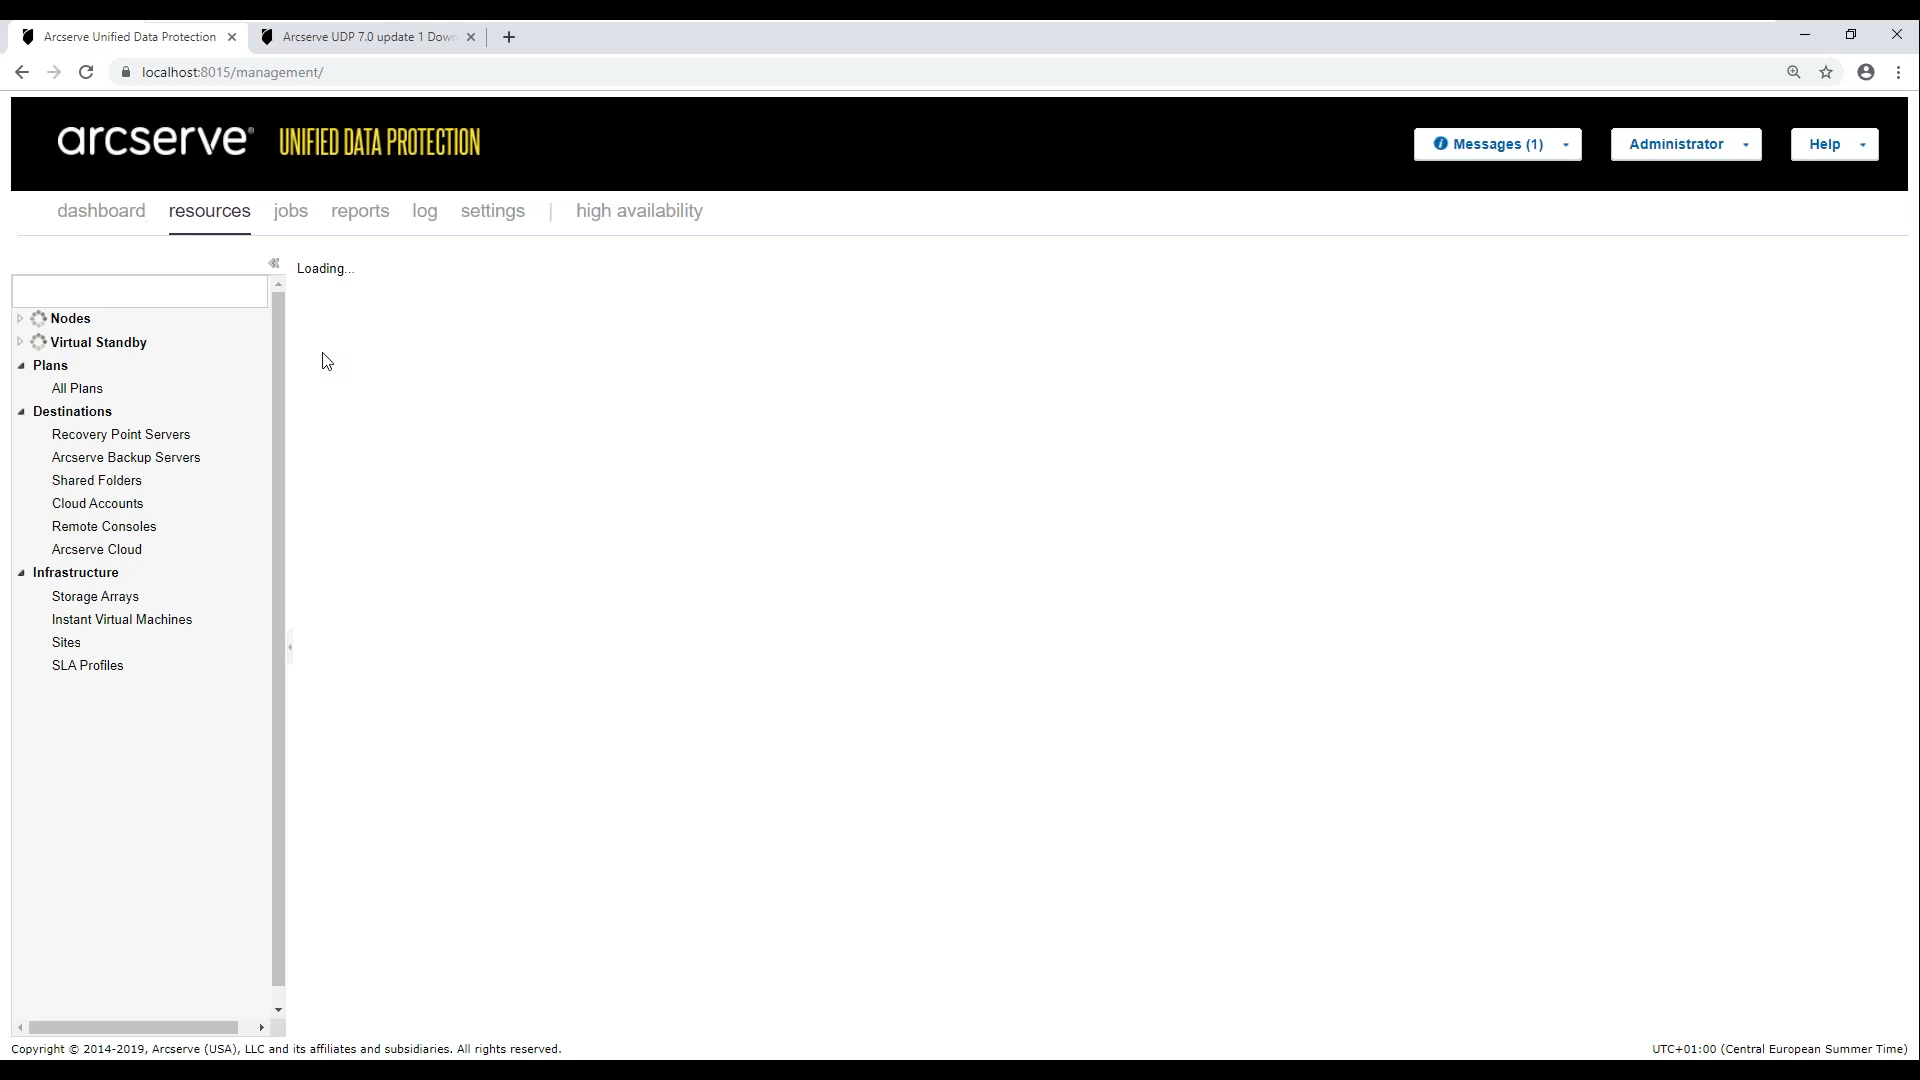 Arcserve Unified Data Protection
Arcserve UDP 7.0 update 1 Down
localhost:8015/management/
arcserve® UNIFIED DATA PROTECTION
Messages (1)
Administrator
Help
dashboard resources jobs reports log settings | high availability
Loading...
Nodes
Virtual Standby
Plans
All Plans
Destinations
Recovery Point Servers
Arcserve Backup Servers
Shared Folders
Cloud Accounts
Remote Consoles
Arcserve Cloud
Infrastructure
Storage Arrays
Instant Virtual Machines
Sites
SLA Profiles
Copyright © 2014-2019, Arcserve (USA), LLC and its affiliates and subsidiaries. All rights reserved.
UTC+01:00 (Central European Summer Time)